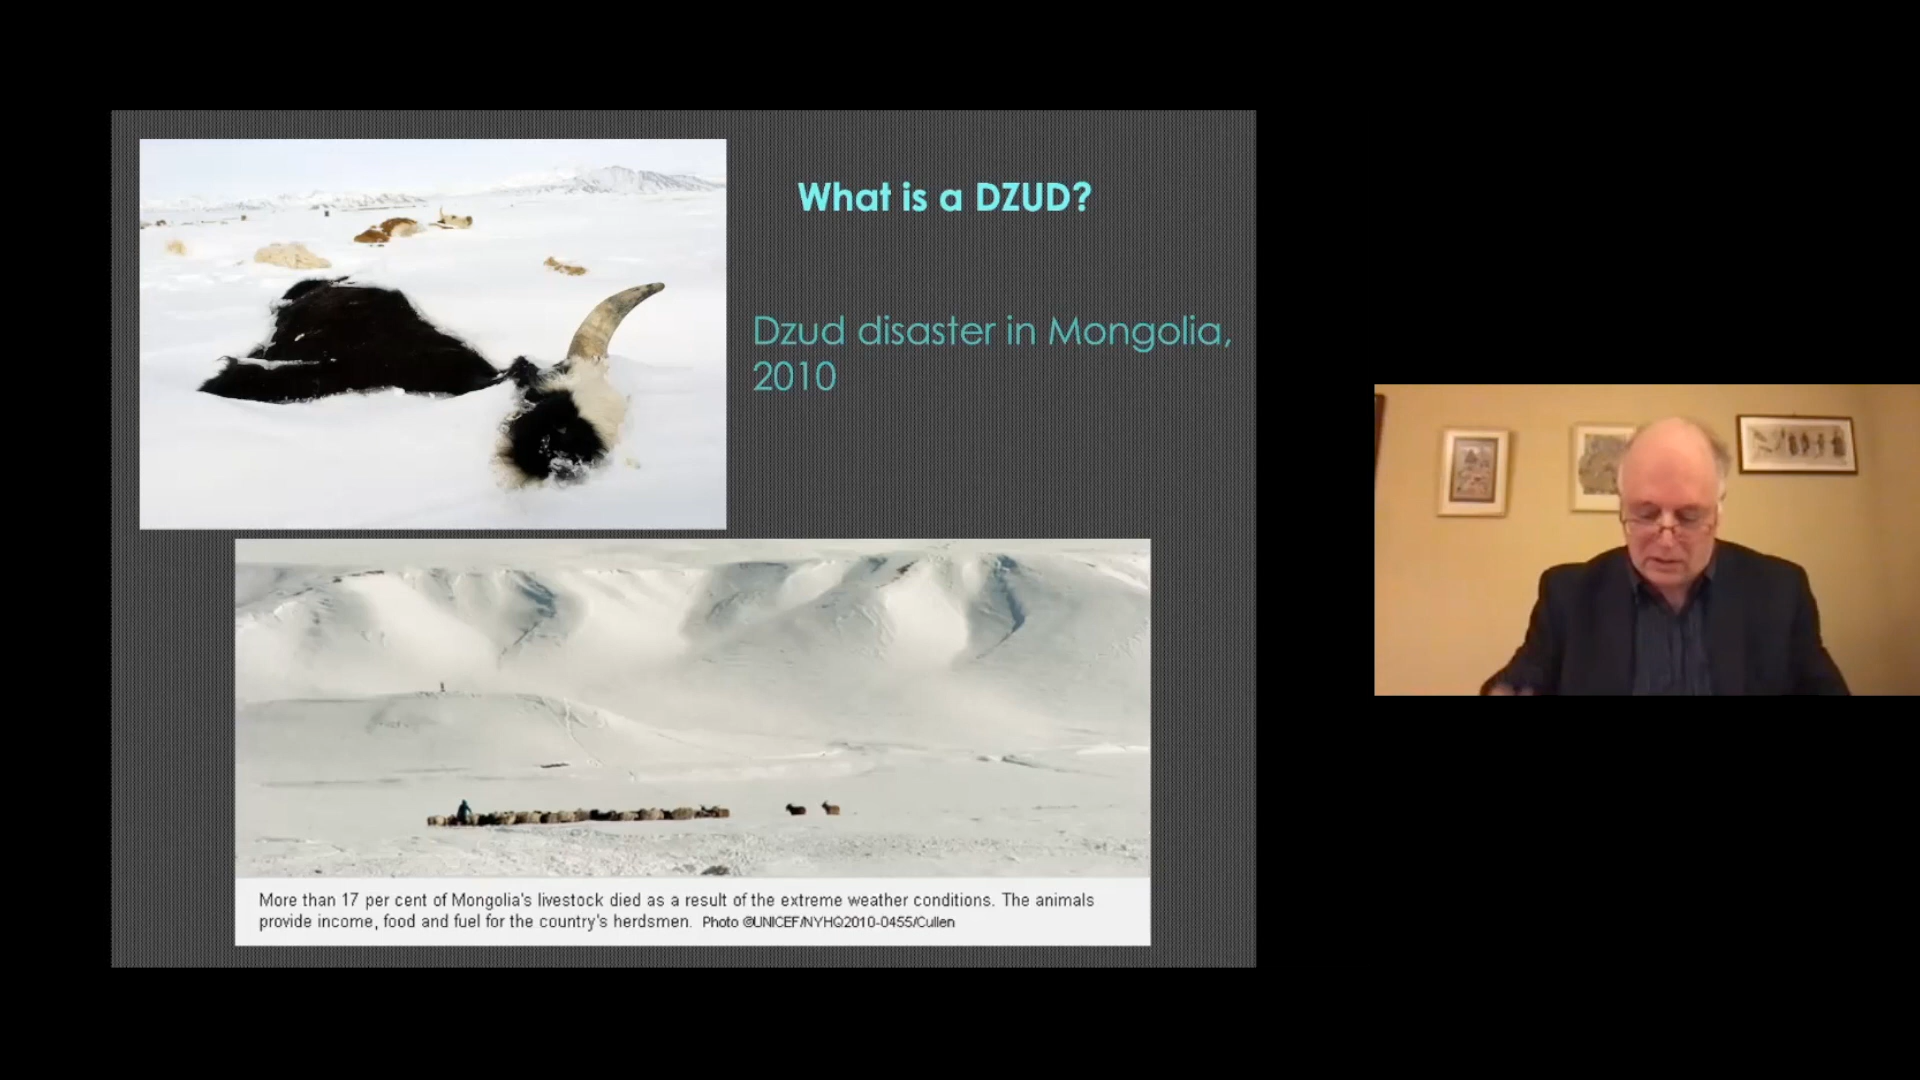 What is a DZUD?
Dzud disaster in Mongolia,
2010
More than 17 per cent of Mongolia's livestock died as a result of the extreme weather conditions. The animals
provide income, food and fuel for the country's herdsmen. Photo @UNICEF/NYHQ2010-0455/Cullen